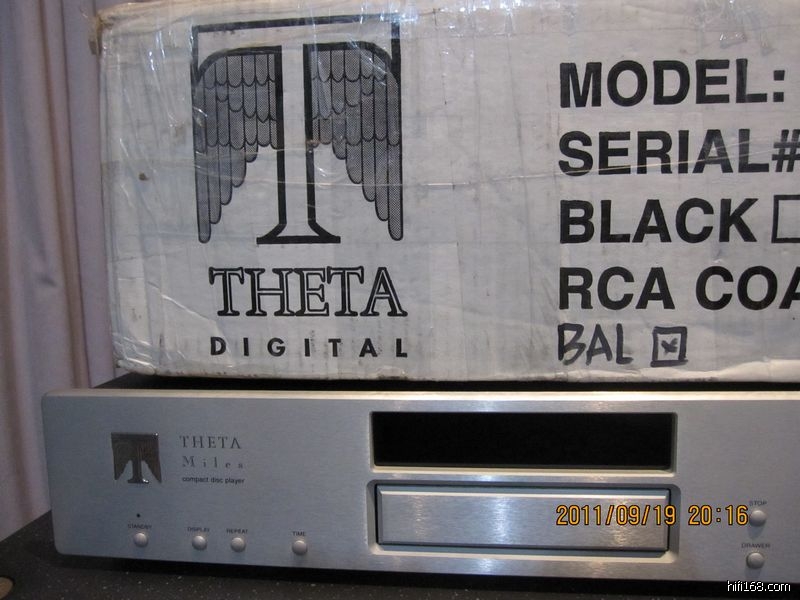 MODEL:
SERIAL#
BLACK
RCA COA
BAL
THETA
DIGITAL
THETA
Miles
compact disc player
STANDBY
DISPLAY
REPEAT
TIME
STOP
DRAWER
2011/09/19 20:16
hifi168.com